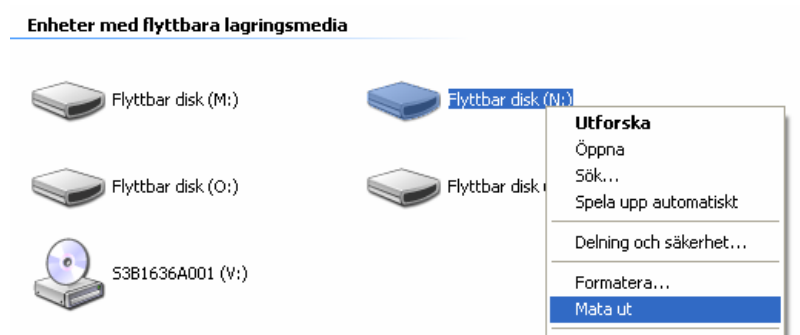 Enheter med flyttbara lagringsmedia
Flyttbar disk (M:)
Flyttbar disk (N:)
Flyttbar disk (O:)
Flyttbar disk
S3B1636A001 (V:)
Utforska
Öppna
Sök...
Spela upp automatiskt
Delning och säkerhet...
Formatera...
Mata ut